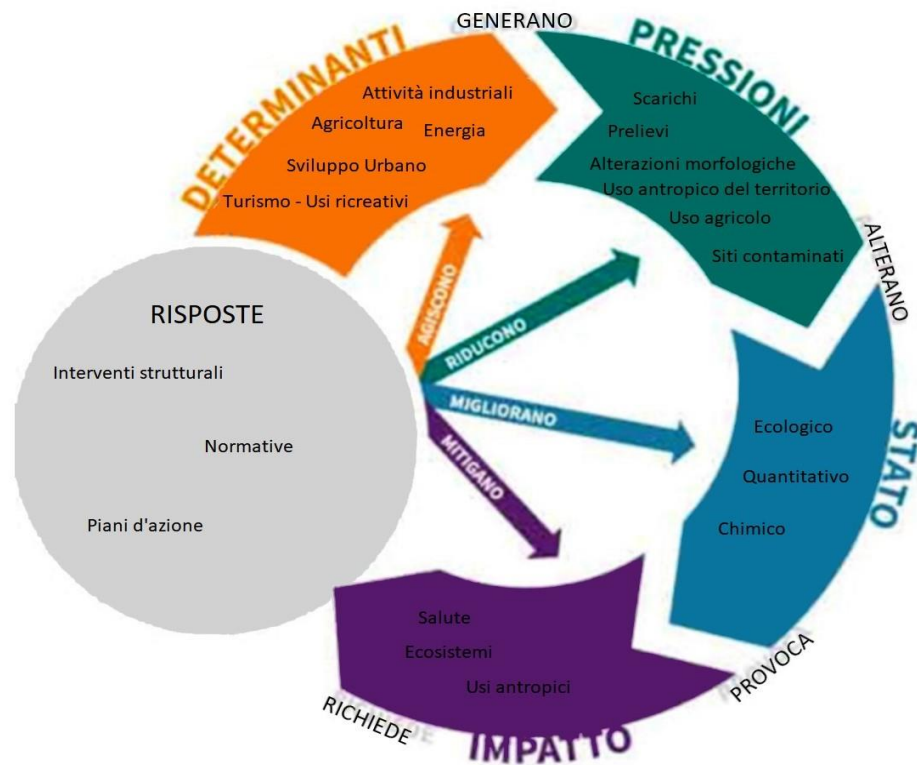 GENERANO
DETERMINANTI
Attività industriali
Agricoltura
Energia
Sviluppo Urbano
Turismo - Usi ricreativi
PRESSIONI
Scarichi
Prelievi
Alterazioni morfologiche
Uso antropico del territorio
Uso agricolo
Siti contaminati
ALTERANO
STATO
Ecologico
Quantitativo
Chimico
PROVOCA
IMPATTO
Salute
Ecosistemi
Usi antropici
RICHIEDE
RISPOSTE
Interventi strutturali
Normative
Piani d'azione
AGISCONO
RIDUCONO
MIGLIORANO
MITIGANO